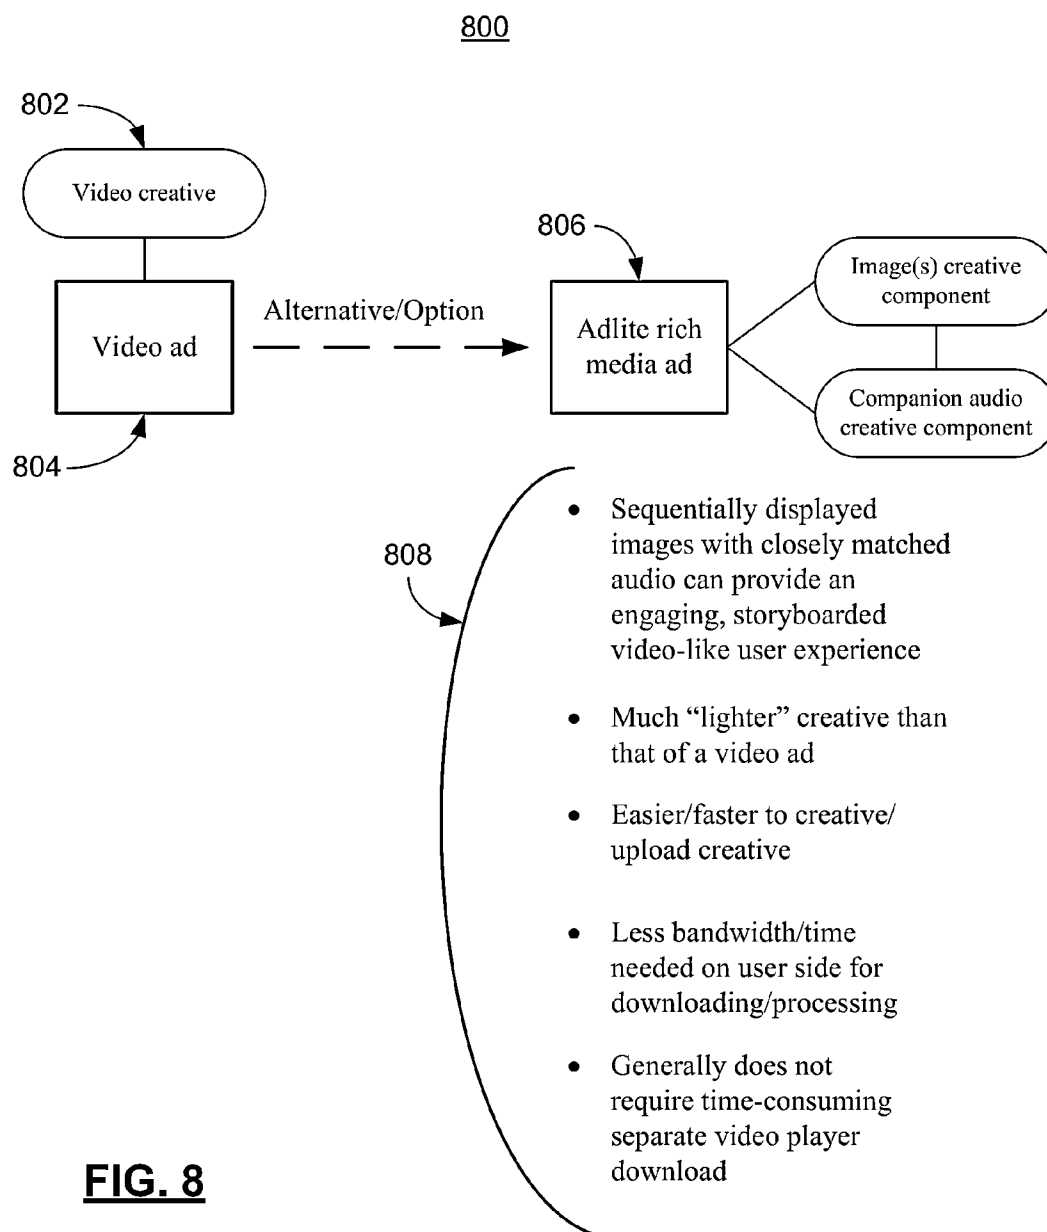 800
802
Video creative
806
Image(s) creative
component
Alternative/Option
Video ad
Adlite rich
media ad
Companion audio
creative component
804
808
• Sequentially displayed
images with closely matched
audio can provide an
engaging, storyboarded
video-like user experience
• Much “lighter” creative than
that of a video ad
• Easier/faster to creative/
upload creative
• Less bandwidth/time
needed on user side for
downloading/processing
• Generally does not
require time-consuming
separate video player
download
FIG. 8